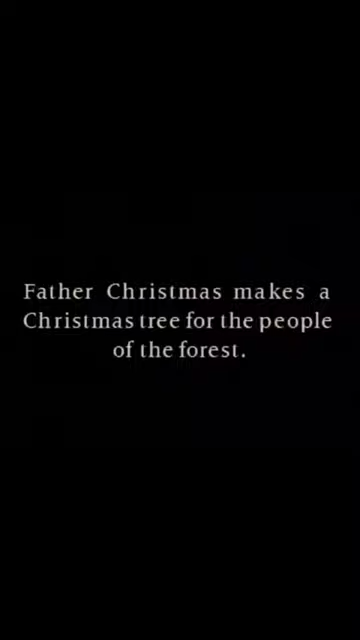 Father Christmas makes a
Christmas tree for the people
of the forest.